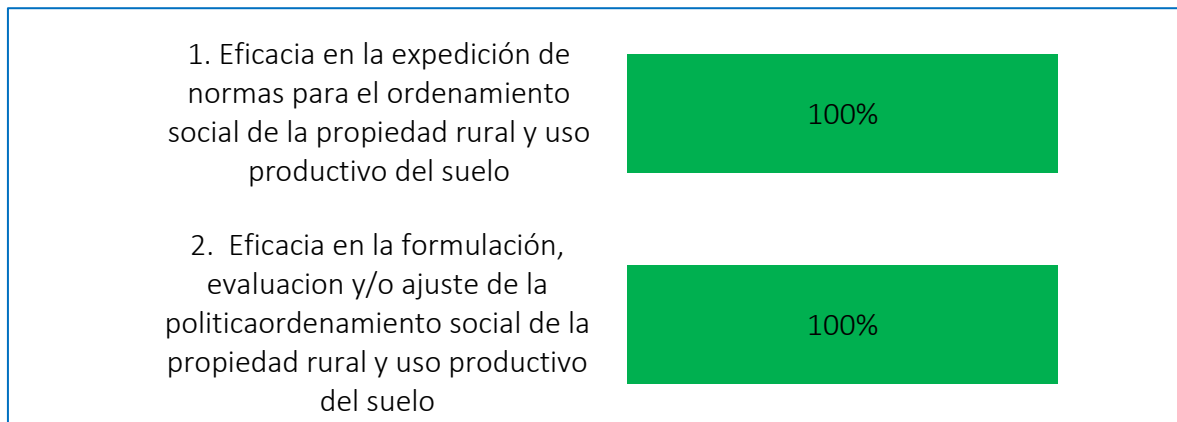 1. Eficacia en la expedición de
normas para el ordenamiento
social de la propiedad rural y uso
productivo del suelo
100%
2.  Eficacia en la formulación,
evaluacion y/o ajuste de la
politicaordenamiento social de la
propiedad rural y uso productivo
del suelo
100%